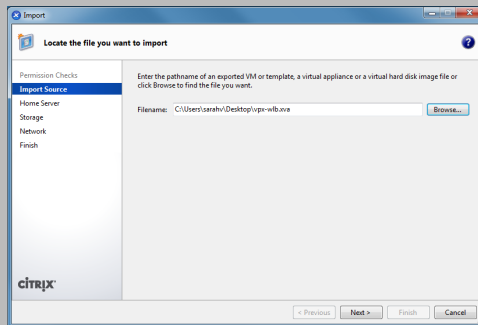 Import
Locate the file you want to import
Permission Checks
Import Source
Home Server
Storage
Network
Finish
Enter the pathname of an exported VM or template, a virtual appliance or a virtual hard disk image file or
click Browse to find the file you want.
Filename: C:\Users\sarahv\Desktop\vpx-wlb.xva Browse...
CITRIX
< Previous Next > Finish Cancel